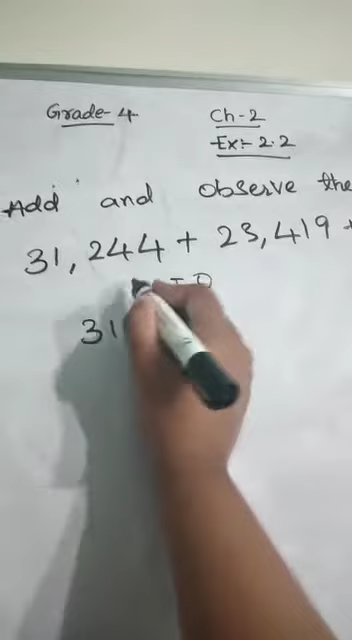 Grade- 4 Ch-2
Ex:- 2.2
Add and observe the
31,244 + 23,419 +
31